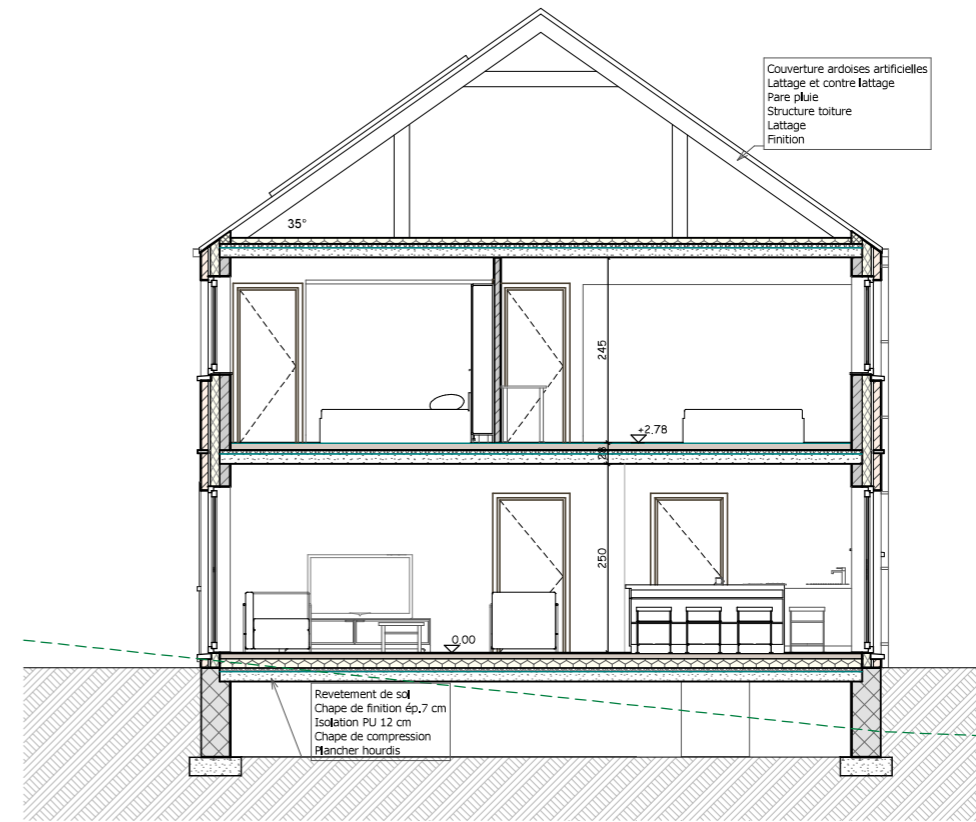 Couverture ardoises artificielles
Lattage et contre lattage
Pare pluie
Structure toiture
Lattage
Finition
35°
245
+2.78
28
250
0.00
Revetement de sol
Chape de finition ép.7 cm
Isolation PU 12 cm
Chape de compression
Plancher hourdis